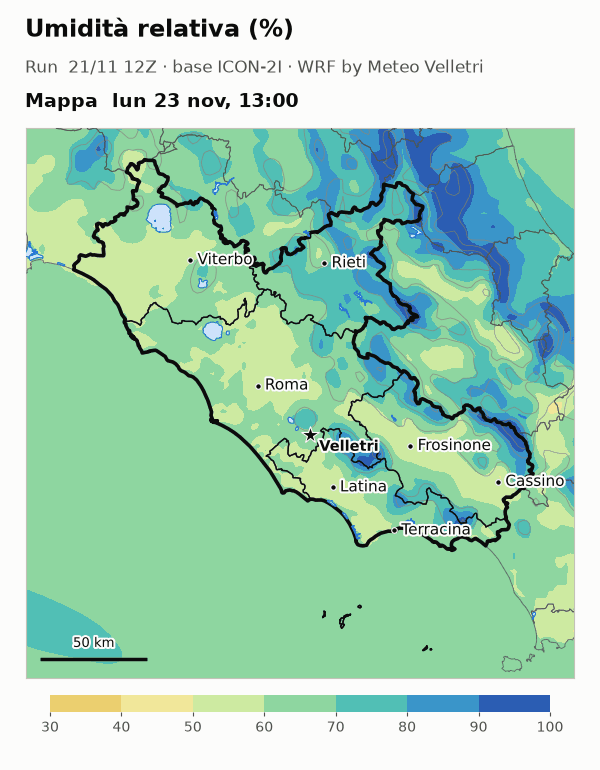 Umidità relativa (%)
Run  21/11 12Z · base ICON-2I · WRF by Meteo Velletri
Mappa  lun 23 nov, 13:00
Viterbo
Rieti
Roma
Velletri
Frosinone
Cassino
Latina
Terracina
50 km
30 40 50 60 70 80 90 100